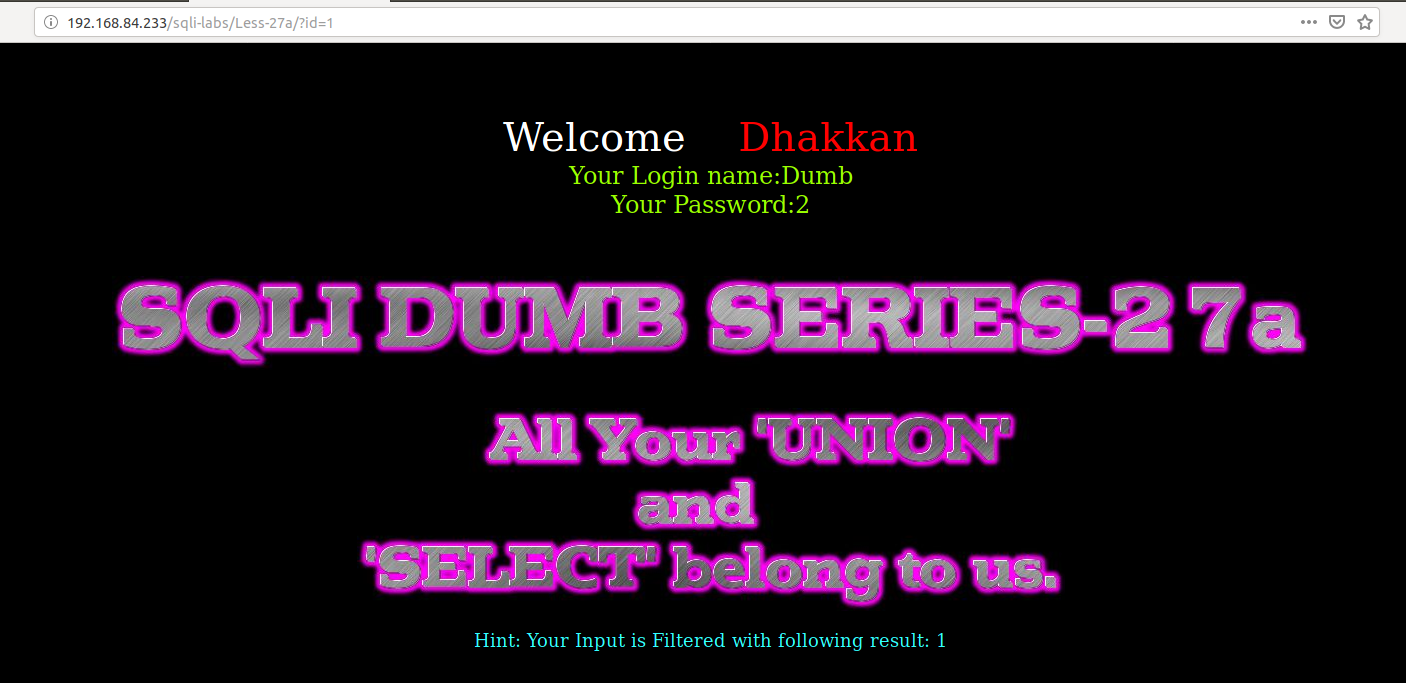 192.168.84.233/sqli-labs/Less-27a/?id=1
Welcome Dhakkan
Your Login name:Dumb
Your Password:2
SQLI DUMB SERIES-2 7a
All Your 'UNION'
and
'SELECT' belong to us.
Hint: Your Input is Filtered with following result: 1